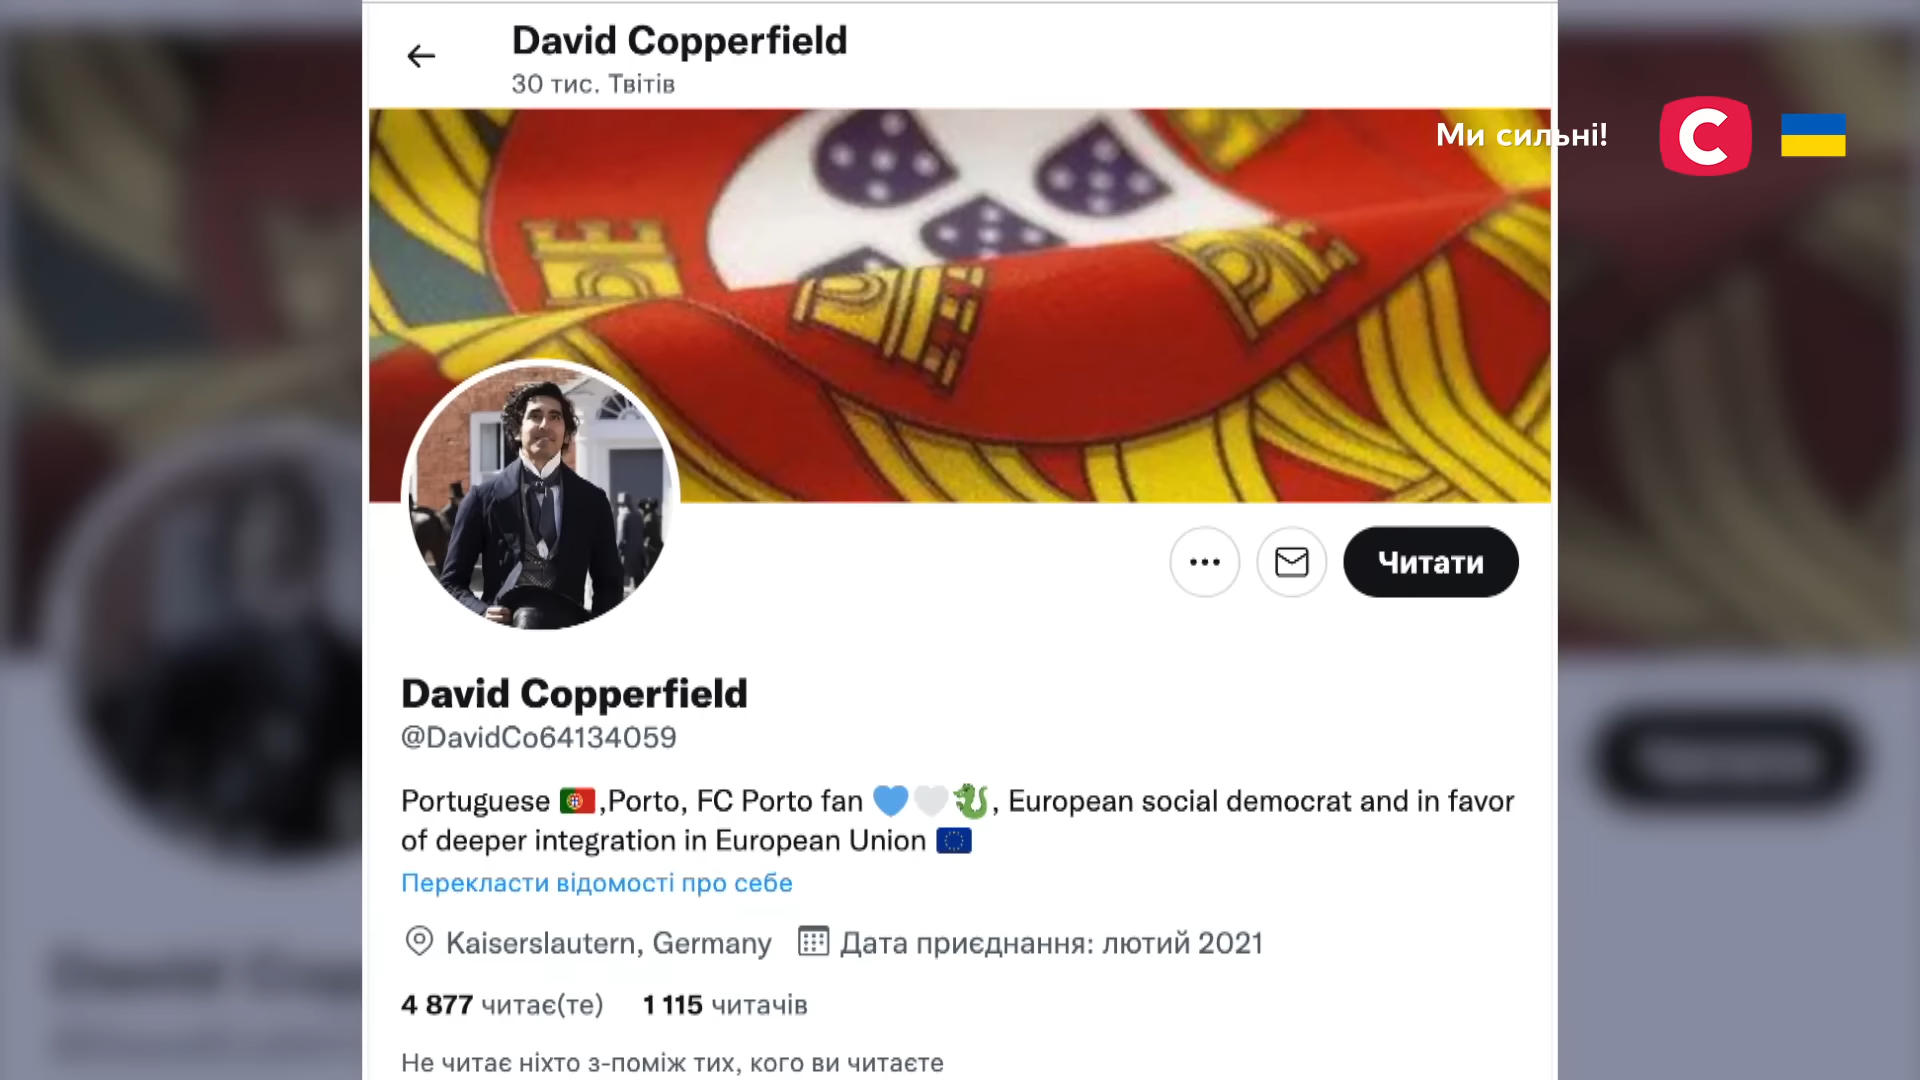 David Copperfield
30 тис. Твітів
Ми сильні!
C
Читати
David Copperfield
@DavidCo64134059
Portuguese 🇵🇹,Porto, FC Porto fan 💙🤍🐉, European social democrat and in favor
of deeper integration in European Union 🇪🇺
Перекласти відомості про себе
Kaiserslautern, Germany Дата приєднання: лютий 2021
4 877 читає(те) 1 115 читачів
Не читає ніхто з-поміж тих, кого ви читаєте